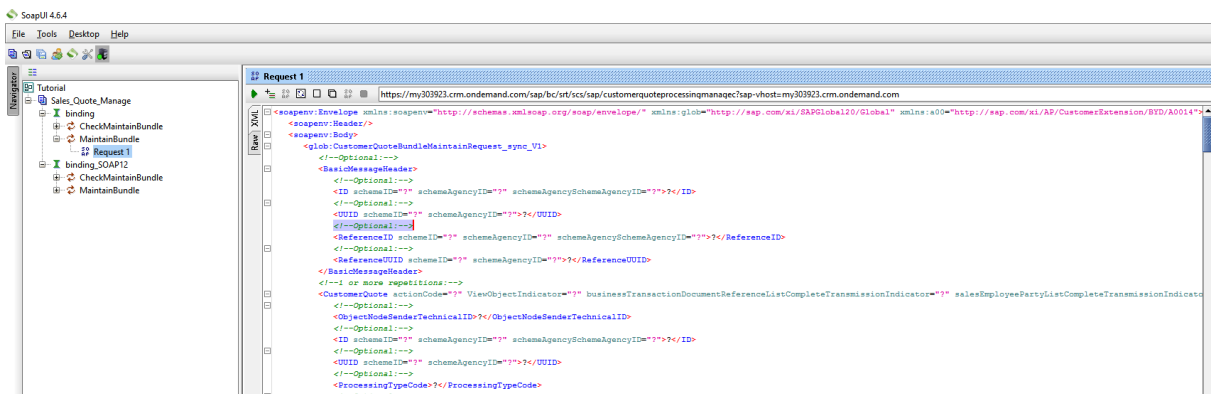 SoapUI 4.6.4
File Tools Desktop Help
Navigator
Tutorial
Sales_Quote_Manage
binding
CheckMaintainBundle
MaintainBundle
Request 1
binding_SOAP12
CheckMaintainBundle
MaintainBundle
Request 1
https://my303923.crm.ondemand.com/sap/bc/srt/scs/sap/customerquoteprocessingmanaqec?sap-vhost=my303923.crm.ondemand.com
XML
Raw
<soapenv:Envelope xmlns:soapenv="http://schemas.xmlsoap.org/soap/envelope/" xmlns:glob="http://sap.com/xi/SAPGlobal20/Global" xmlns:a00="http://sap.com/xi/AP/CustomerExtension/BYD/A0014">
<soapenv:Header/>
<soapenv:Body>
<glob:CustomerQuoteBundleMaintainRequest_sync_V1>
<!--Optional:-->
<BasicMessageHeader>
<!--Optional:-->
<ID schemeID="?" schemeAgencyID="?" schemeAgencySchemeAgencyID="?">?</ID>
<!--Optional:-->
<UUID schemeID="?" schemeAgencyID="?">?</UUID>
<!--Optional:-->
<ReferenceID schemeID="?" schemeAgencyID="?" schemeAgencySchemeAgencyID="?">?</ReferenceID>
<!--Optional:-->
<ReferenceUUID schemeID="?" schemeAgencyID="?">?</ReferenceUUID>
</BasicMessageHeader>
<!--1 or more repetitions:-->
<CustomerQuote actionCode="?" ViewObjectIndicator="?" businessTransactionDocumentReferenceListCompleteTransmissionIndicator="?" salesEmployeePartyListCompleteTransmissionIndicato
<!--Optional:-->
<ObjectNodeSenderTechnicalID>?</ObjectNodeSenderTechnicalID>
<!--Optional:-->
<ID schemeID="?" schemeAgencyID="?" schemeAgencySchemeAgencyID="?">?</ID>
<!--Optional:-->
<UUID schemeID="?" schemeAgencyID="?">?</UUID>
<!--Optional:-->
<ProcessingTypeCode>?</ProcessingTypeCode>